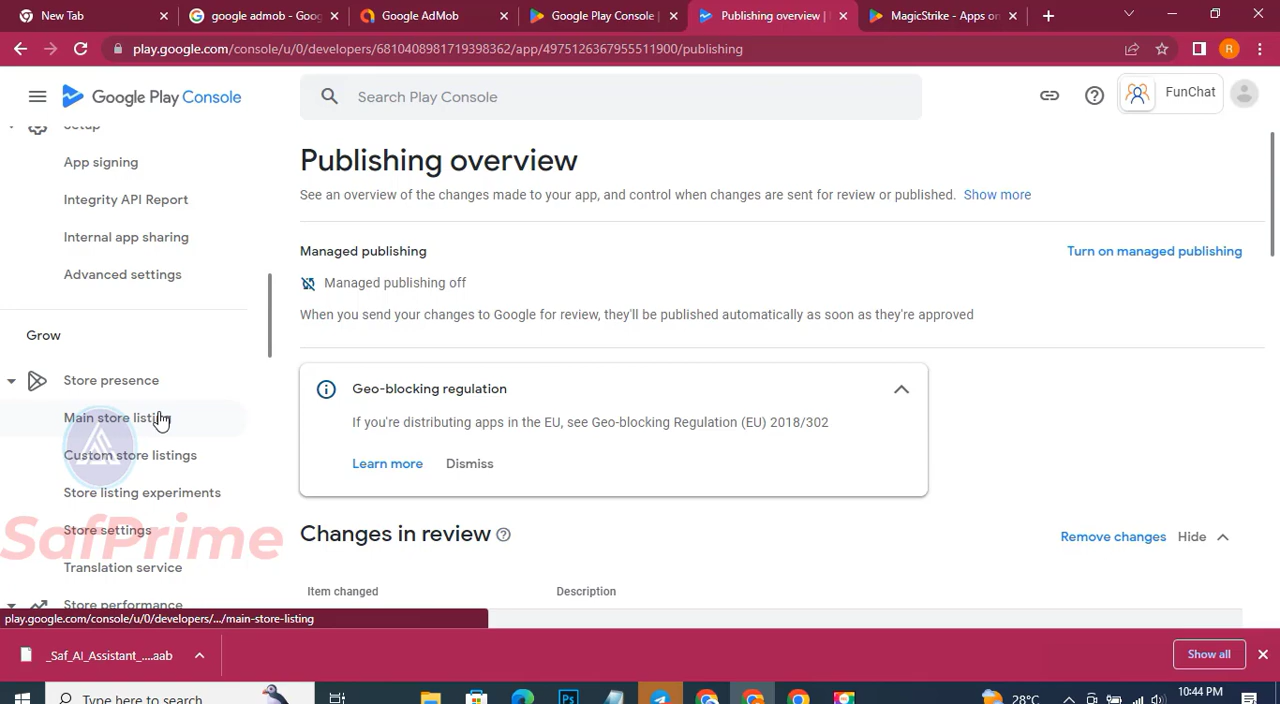 New Tab
google admob - Goog
Google AdMob
Google Play Console |
Publishing overview |
MagicStrike - Apps on
play.google.com/console/u/0/developers/6810408981719398362/app/4975126367955511900/publishing
R
Google Play Console
Search Play Console
FunChat
Setup
App signing
Integrity API Report
Internal app sharing
Advanced settings
Grow
Store presence
Main store listing
Custom store listings
Store listing experiments
Store settings
SafPrime
Translation service
Store performance
Publishing overview
See an overview of the changes made to your app, and control when changes are sent for review or published. Show more
Managed publishing
Turn on managed publishing
Managed publishing off
When you send your changes to Google for review, they'll be published automatically as soon as they're approved
Geo-blocking regulation
If you're distributing apps in the EU, see Geo-blocking Regulation (EU) 2018/302
Learn more Dismiss
Changes in review
Remove changes Hide
Item changed Description
play.google.com/console/u/0/developers/.../main-store-listing
_Saf_AI_Assistant_....aab
Show all
Type here to search
28°C
10:44 PM